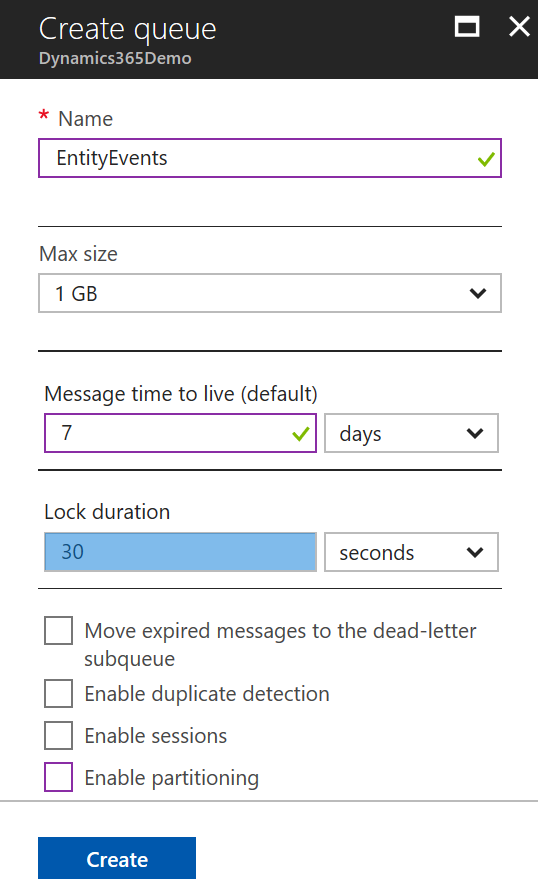 Create queue
Dynamics365Demo
* Name
EntityEvents
Max size
1 GB
Message time to live (default)
7
days
Lock duration
30
seconds
Move expired messages to the dead-letter
subqueue
Enable duplicate detection
Enable sessions
Enable partitioning
Create